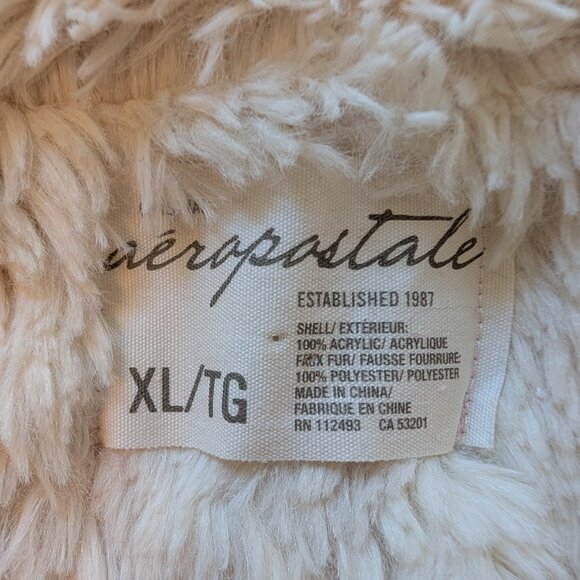 aéropostale
ESTABLISHED 1987
SHELL/ EXTÉRIEUR:
100% ACRYLIC/ ACRYLIQUE
FAUX FUR/ FAUSSE FOURRURE:
100% POLYESTER/ POLYESTER
MADE IN CHINA/
FABRIQUE EN CHINE
RN 112493 CA 53201
XL/TG